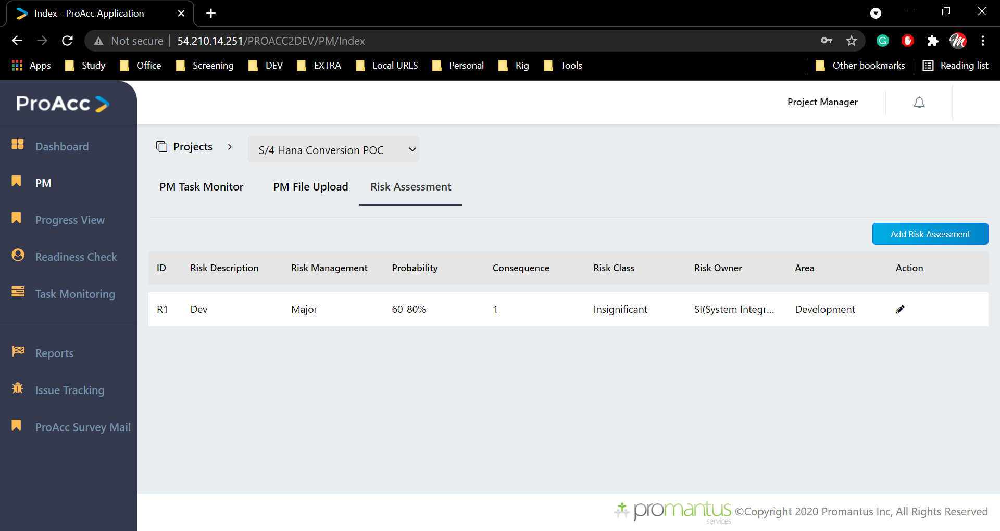 Index - ProAcc Application
Not secure 54.210.14.251/PROACC2DEV/PM/Index
Apps Study Office Screening DEV EXTRA Local URLS Personal Rig Tools Other bookmarks Reading list
ProAcc
Project Manager
Dashboard
PM
Progress View
Readiness Check
Task Monitoring
Reports
Issue Tracking
ProAcc Survey Mail
Projects S/4 Hana Conversion POC
PM Task Monitor PM File Upload Risk Assessment
Add Risk Assessment
ID Risk Description Risk Management Probability Consequence Risk Class Risk Owner Area Action
R1 Dev Major 60-80% 1 Insignificant SI(System Integr... Development
promantus services ©Copyright 2020 Promantus Inc, All Rights Reserved